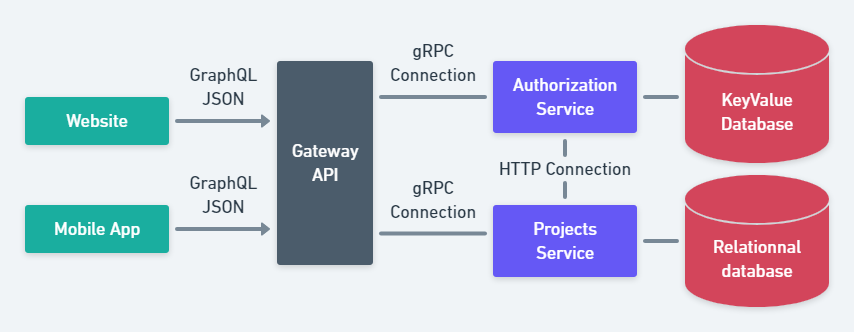 GraphQL
JSON
Website
GraphQL
JSON
Mobile App
Gateway
API
gRPC
Connection
gRPC
Connection
Authorization
Service
HTTP Connection
Projects
Service
KeyValue
Database
Relationnal
database